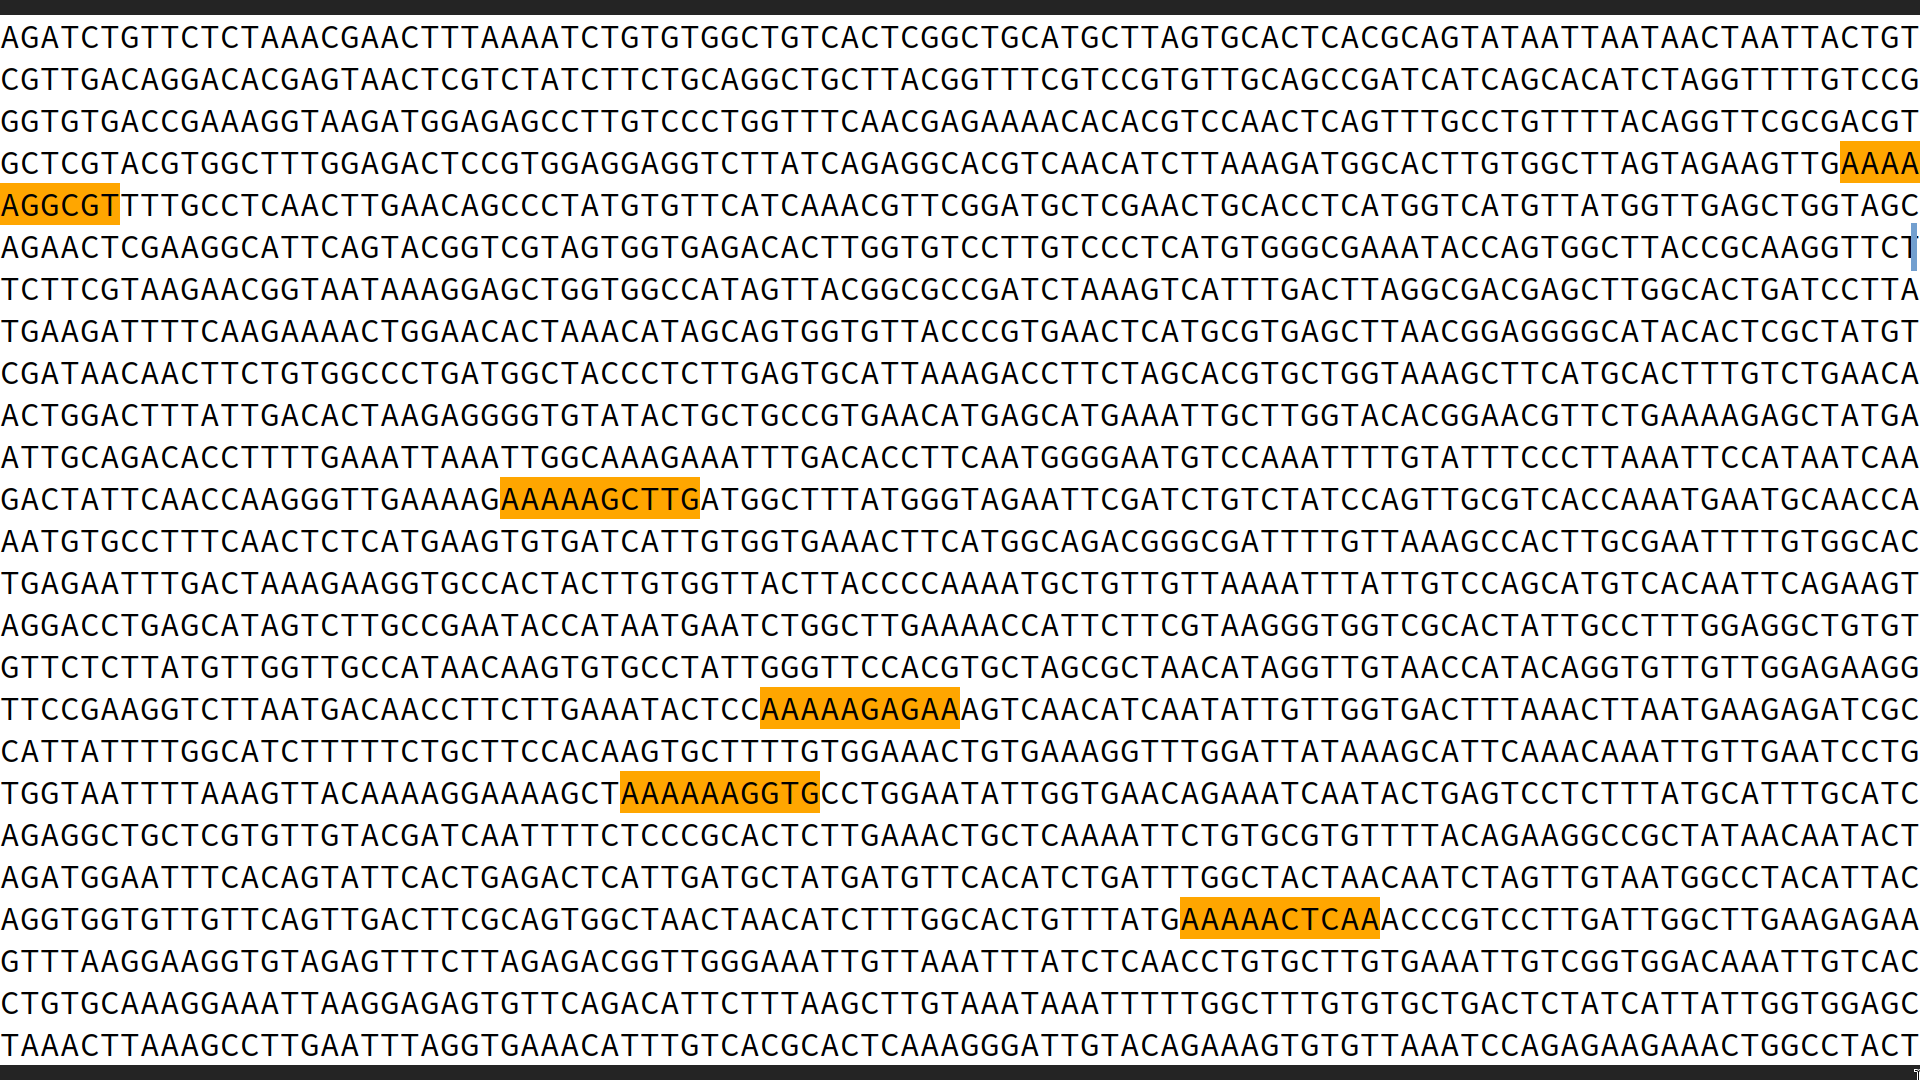 AGATCTGTTCTCTAAACGAACTTTAAAATCTGTGTGGCTGTCACTCGGCTGCATGCTTAGTGCACTCACGCAGTATAATTAATAACTAATTACTGT
CGTTGACAGGACACGAGTAACTCGTCTATCTTCTGCAGGCTGCTTACGGTTTCGTCCGTGTTGCAGCCGATCATCAGCACATCTAGGTTTTGTCCG
GGTGTGACCGAAAGGTAAGATGGAGAGCCTTGTCCCTGGTTTCAACGAGAAAACACACGTCCAACTCAGTTTGCCTGTTTTACAGGTTCGCGACGT
GCTCGTACGTGGCTTTGGAGACTCCGTGGAGGAGGTCTTATCAGAGGCACGTCAACATCTTAAAGATGGCACTTGTGGCTTAGTAGAAGTTGAAAA
AGGCGTTTTGCCTCAACTTGAACAGCCCTATGTGTTCATCAAACGTTCGGATGCTCGAACTGCACCTCATGGTCATGTTATGGTTGAGCTGGTAGC
AGAACTCGAAGGCATTCAGTACGGTCGTAGTGGTGAGACACTTGGTGTCCTTGTCCCTCATGTGGGCGAAATACCAGTGGCTTACCGCAAGGTTCT
TCTTCGTAAGAACGGTAATAAAGGAGCTGGTGGCCATAGTTACGGCGCCGATCTAAAGTCATTTGACTTAGGCGACGAGCTTGGCACTGATCCTTA
TGAAGATTTTCAAGAAAACTGGAACACTAAACATAGCAGTGGTGTTACCCGTGAACTCATGCGTGAGCTTAACGGAGGGGCATACACTCGCTATGT
CGATAACAACTTCTGTGGCCCTGATGGCTACCCTCTTGAGTGCATTAAAGACCTTCTAGCACGTGCTGGTAAAGCTTCATGCACTTTGTCTGAACA
ACTGGACTTTATTGACACTAAGAGGGGTGTATACTGCTGCCGTGAACATGAGCATGAAATTGCTTGGTACACGGAACGTTCTGAAAAGAGCTATGA
ATTGCAGACACCTTTTGAAATTAAATTGGCAAAGAAATTTGACACCTTCAATGGGGAATGTCCAAATTTTGTATTTCCCTTAAATTCCATAATCAA
GACTATTCAACCAAGGGTTGAAAAGAAAAAGCTTGATGGCTTTATGGGTAGAATTCGATCTGTCTATCCAGTTGCGTCACCAAATGAATGCAACCA
AATGTGCCTTTCAACTCTCATGAAGTGTGATCATTGTGGTGAAACTTCATGGCAGACGGGCGATTTTGTTAAAGCCACTTGCGAATTTTGTGGCAC
TGAGAATTTGACTAAAGAAGGTGCCACTACTTGTGGTTACTTACCCCAAAATGCTGTTGTTAAAATTTATTGTCCAGCATGTCACAATTCAGAAGT
AGGACCTGAGCATAGTCTTGCCGAATACCATAATGAATCTGGCTTGAAAACCATTCTTCGTAAGGGTGGTCGCACTATTGCCTTTGGAGGCTGTGT
GTTCTCTTATGTTGGTTGCCATAACAAGTGTGCCTATTGGGTTCCACGTGCTAGCGCTAACATAGGTTGTAACCATACAGGTGTTGTTGGAGAAGG
TTCCGAAGGTCTTAATGACAACCTTCTTGAAATACTCCAAAAAGAGAAAGTCAACATCAATATTGTTGGTGACTTTAAACTTAATGAAGAGATCGC
CATTATTTTGGCATCTTTTTCTGCTTCCACAAGTGCTTTTGTGGAAACTGTGAAAGGTTTGGATTATAAAGCATTCAAACAAATTGTTGAATCCTG
TGGTAATTTTAAAGTTACAAAAGGAAAAGCTAAAAAAGGTGCCTGGAATATTGGTGAACAGAAATCAATACTGAGTCCTCTTTATGCATTTGCATC
AGAGGCTGCTCGTGTTGTACGATCAATTTTCTCCCGCACTCTTGAAACTGCTCAAAATTCTGTGCGTGTTTTACAGAAGGCCGCTATAACAATACT
AGATGGAATTTCACAGTATTCACTGAGACTCATTGATGCTATGATGTTCACATCTGATTTGGCTACTAACAATCTAGTTGTAATGGCCTACATTAC
AGGTGGTGTTGTTCAGTTGACTTCGCAGTGGCTAACTAACATCTTTGGCACTGTTTATGAAAAACTCAAACCCGTCCTTGATTGGCTTGAAGAGAA
GTTTAAGGAAGGTGTAGAGTTTCTTAGAGACGGTTGGGAAATTGTTAAATTTATCTCAACCTGTGCTTGTGAAATTGTCGGTGGACAAATTGTCAC
CTGTGCAAAGGAAATTAAGGAGAGTGTTCAGACATTCTTTAAGCTTGTAAATAAATTTTTGGCTTTGTGTGCTGACTCTATCATTATTGGTGGAGC
TAAACTTAAAGCCTTGAATTTAGGTGAAACATTTGTCACGCACTCAAAGGGATTGTACAGAAAGTGTGTTAAATCCAGAGAAGAAACTGGCCTACT